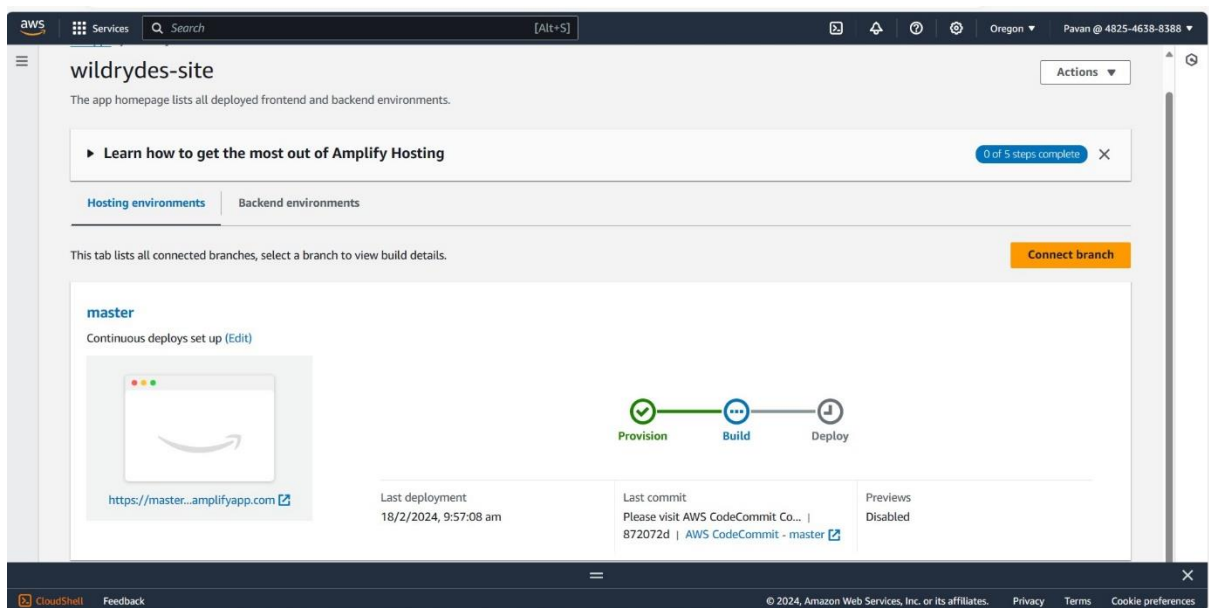 aws Services Search [Alt+S] Oregon ▼ Pavan @ 4825-4638-8388 ▼
wildrydes-site
Actions ▼
The app homepage lists all deployed frontend and backend environments.
▶ Learn how to get the most out of Amplify Hosting
0 of 5 steps complete
Hosting environments Backend environments
This tab lists all connected branches, select a branch to view build details.
Connect branch
master
Continuous deploys set up (Edit)
Provision Build Deploy
https://master...amplifyapp.com
Last deployment
18/2/2024, 9:57:08 am
Last commit
Please visit AWS CodeCommit Co... |
872072d | AWS CodeCommit - master
Previews
Disabled
CloudShell Feedback © 2024, Amazon Web Services, Inc. or its affiliates. Privacy Terms Cookie preferences